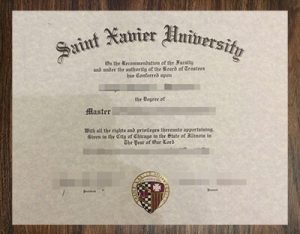 Saint Xavier University
On the Recommendation of the Faculty
and under the authority of the Board of Trustees
has Conferred upon
the Degree of
Master
With all the rights and privileges thereunto appertaining.
Given in the City of Chicago in the State of Illinois in
The Year of Our Lord
President